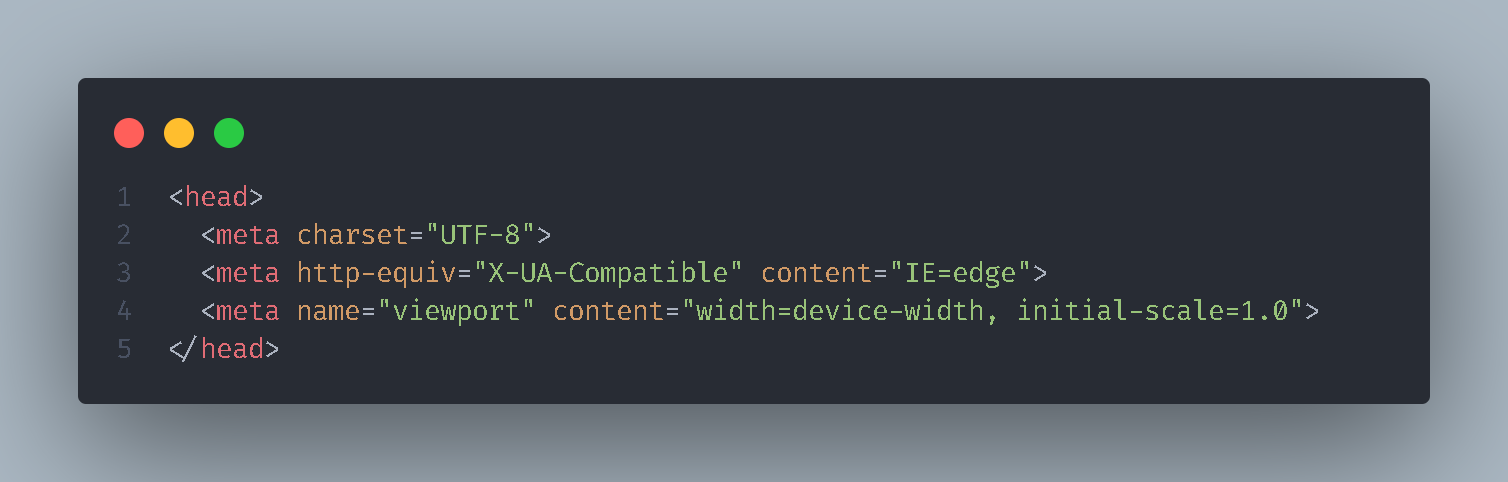 1 <head>
2   <meta charset="UTF-8">
3   <meta http-equiv="X-UA-Compatible" content="IE=edge">
4   <meta name="viewport" content="width=device-width, initial-scale=1.0">
5 </head>